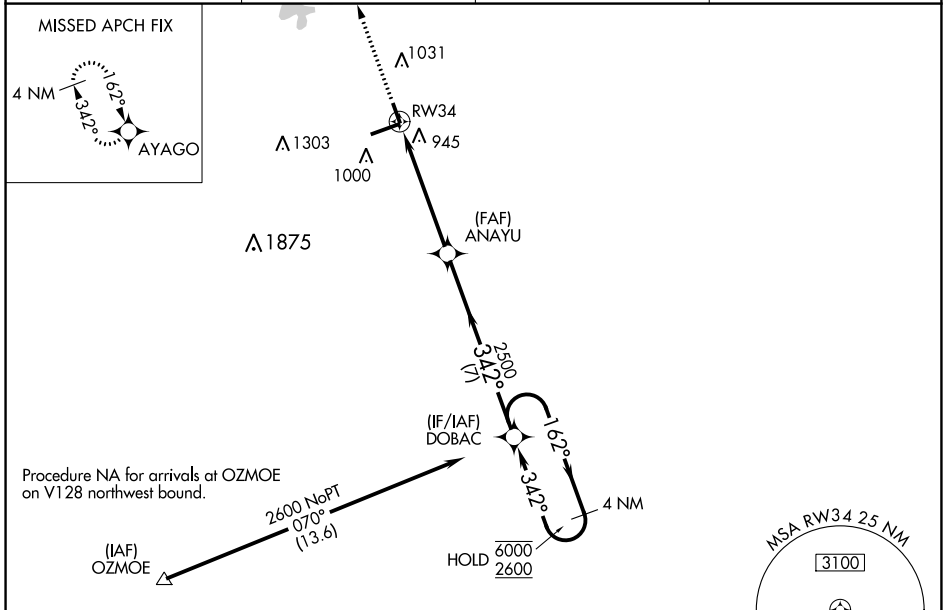 MISSED APCH FIX
4 NM
162°
342°
AYAGO
1031
RW34
945
1303
1000
(FAF)
ANAYU
1875
2500
342°
(7)
(IF/IAF)
DOBAC
162°
342°
4 NM
HOLD
6000
2600
Procedure NA for arrivals at OZMOE
on V128 northwest bound.
2600 NoPT
070°
(13.6)
(IAF)
OZMOE
MSA RW34 25 NM
3100